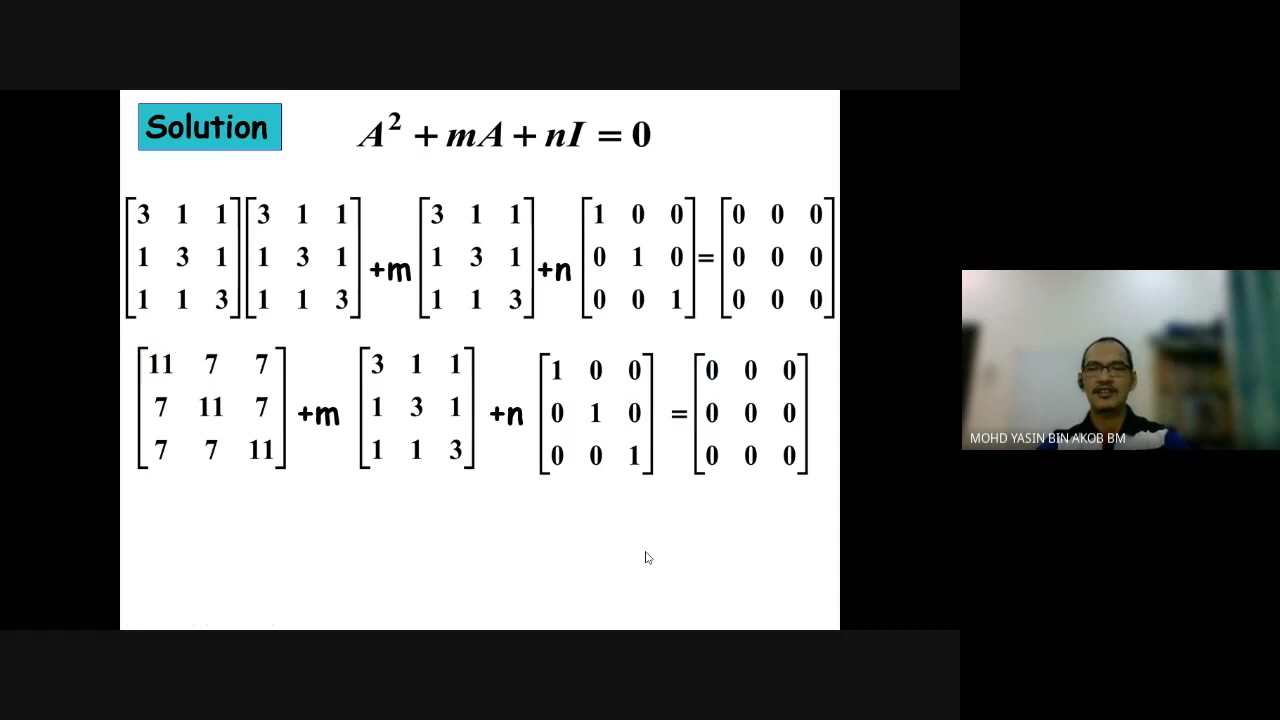 Solution
A² + mA + nI = 0
[3 1 1; 1 3 1; 1 1 3] [3 1 1; 1 3 1; 1 1 3] +m [3 1 1; 1 3 1; 1 1 3] +n [1 0 0; 0 1 0; 0 0 1] = [0 0 0; 0 0 0; 0 0 0]
[11 7 7; 7 11 7; 7 7 11] +m [3 1 1; 1 3 1; 1 1 3] +n [1 0 0; 0 1 0; 0 0 1] = [0 0 0; 0 0 0; 0 0 0]
MOHD YASIN BIN AKOB BM